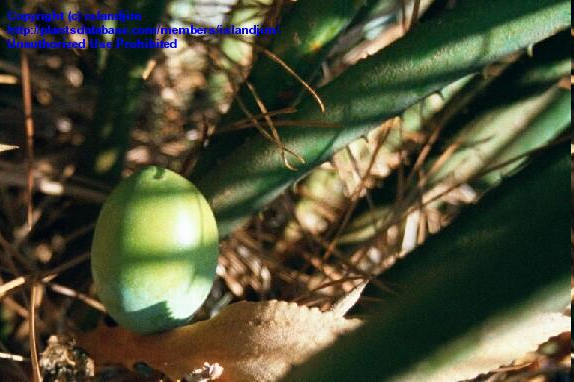 Copyright (c) islandjim
http://plantsdatabase.com/members/islandjim/
Unauthorized Use Prohibited